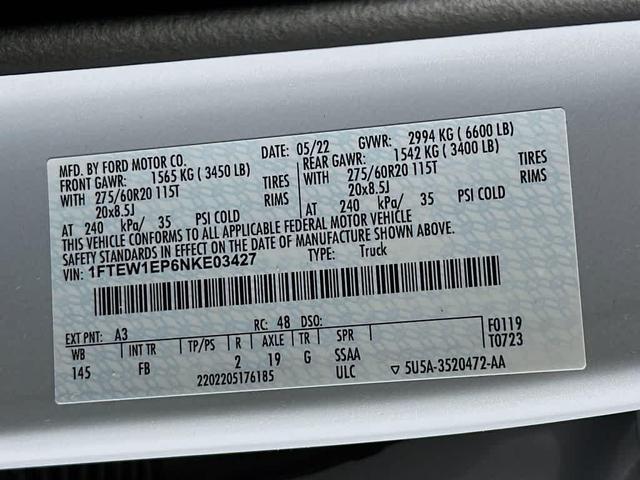 MFD. BY FORD MOTOR CO. DATE: 05/22 GVWR: 2994 KG ( 6600 LB)
FRONT GAWR: 1565 KG ( 3450 LB) REAR GAWR: 1542 KG ( 3400 LB)
WITH 275/60R20 115T TIRES WITH 275/60R20 115T TIRES
20x8.5J RIMS 20x8.5J RIMS
AT 240 kPa/ 35 PSI COLD AT 240 kPa/ 35 PSI COLD
THIS VEHICLE CONFORMS TO ALL APPLICABLE FEDERAL MOTOR VEHICLE
SAFETY STANDARDS IN EFFECT ON THE DATE OF MANUFACTURE SHOWN ABOVE.
VIN: 1FTEW1EP6NKE03427 TYPE: Truck
EXT PNT: A3 RC: 48 DSO: F0119
WB INT TR TP/PS R AXLE TR SPR T0723
145 FB 2 19 G SSAA
2202205176185 ULC ▽ 5U5A-3520472-AA